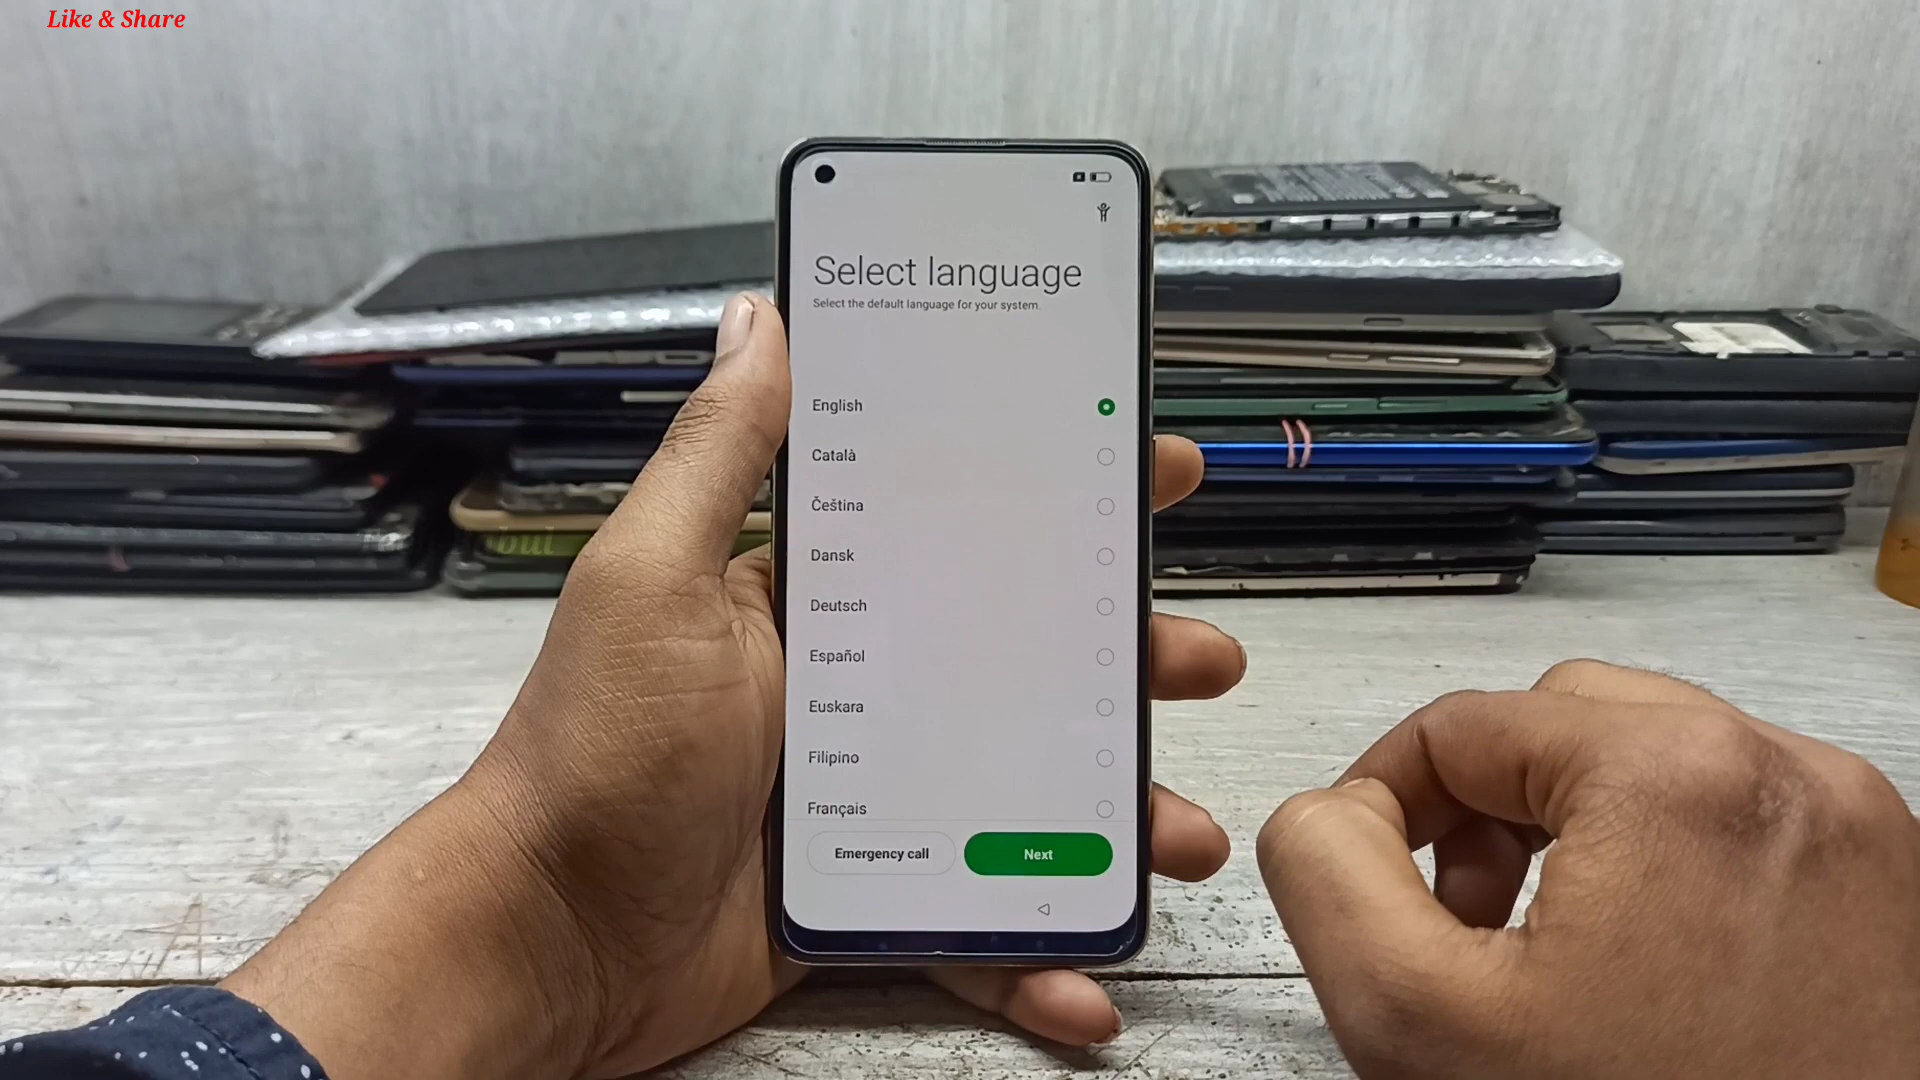 Like & Share
Select language
Select the default language for your system.
English
Català
Čeština
Dansk
Deutsch
Español
Euskara
Filipino
Français
Emergency call
Next